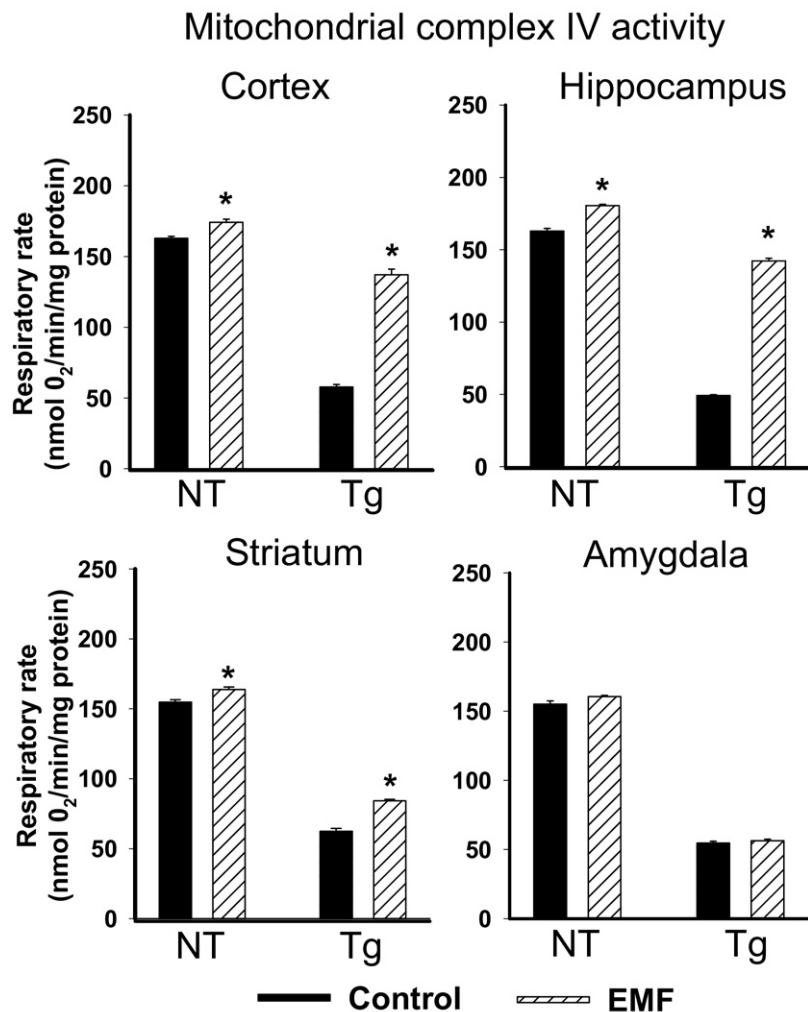 Mitochondrial complex IV activity
Cortex
Hippocampus
Respiratory rate
(nmol 0₂/min/mg protein)
250
200
150
100
50
0
*
*
NT
Tg
250
200
150
100
50
0
*
*
NT
Tg
Striatum
Amygdala
Respiratory rate
(nmol 0₂/min/mg protein)
250
200
150
100
50
0
*
*
NT
Tg
250
200
150
100
50
0
NT
Tg
Control
EMF